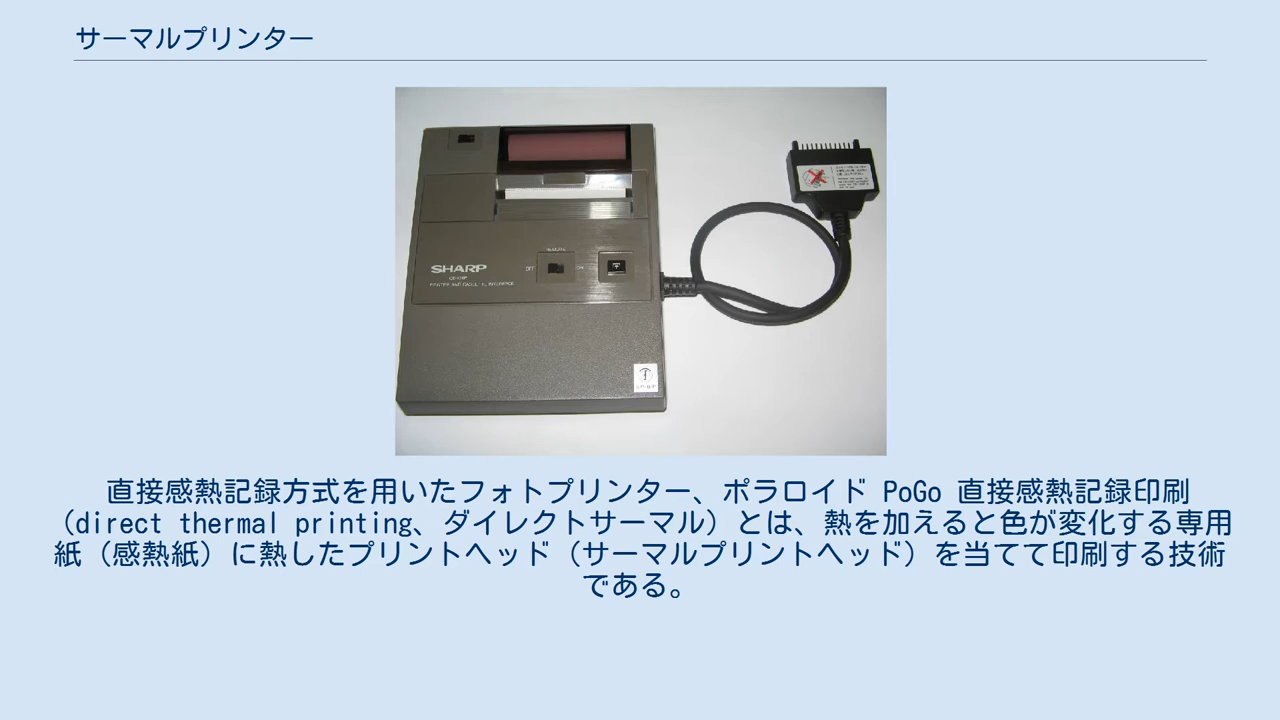 サーマルプリンター
SHARP
直接感熱記録方式を用いたフォトプリンター、ポラロイド PoGo 直接感熱記録印刷
（direct thermal printing、ダイレクトサーマル）とは、熱を加えると色が変化する専用
紙（感熱紙）に熱したプリントヘッド（サーマルプリントヘッド）を当てて印刷する技術
である。